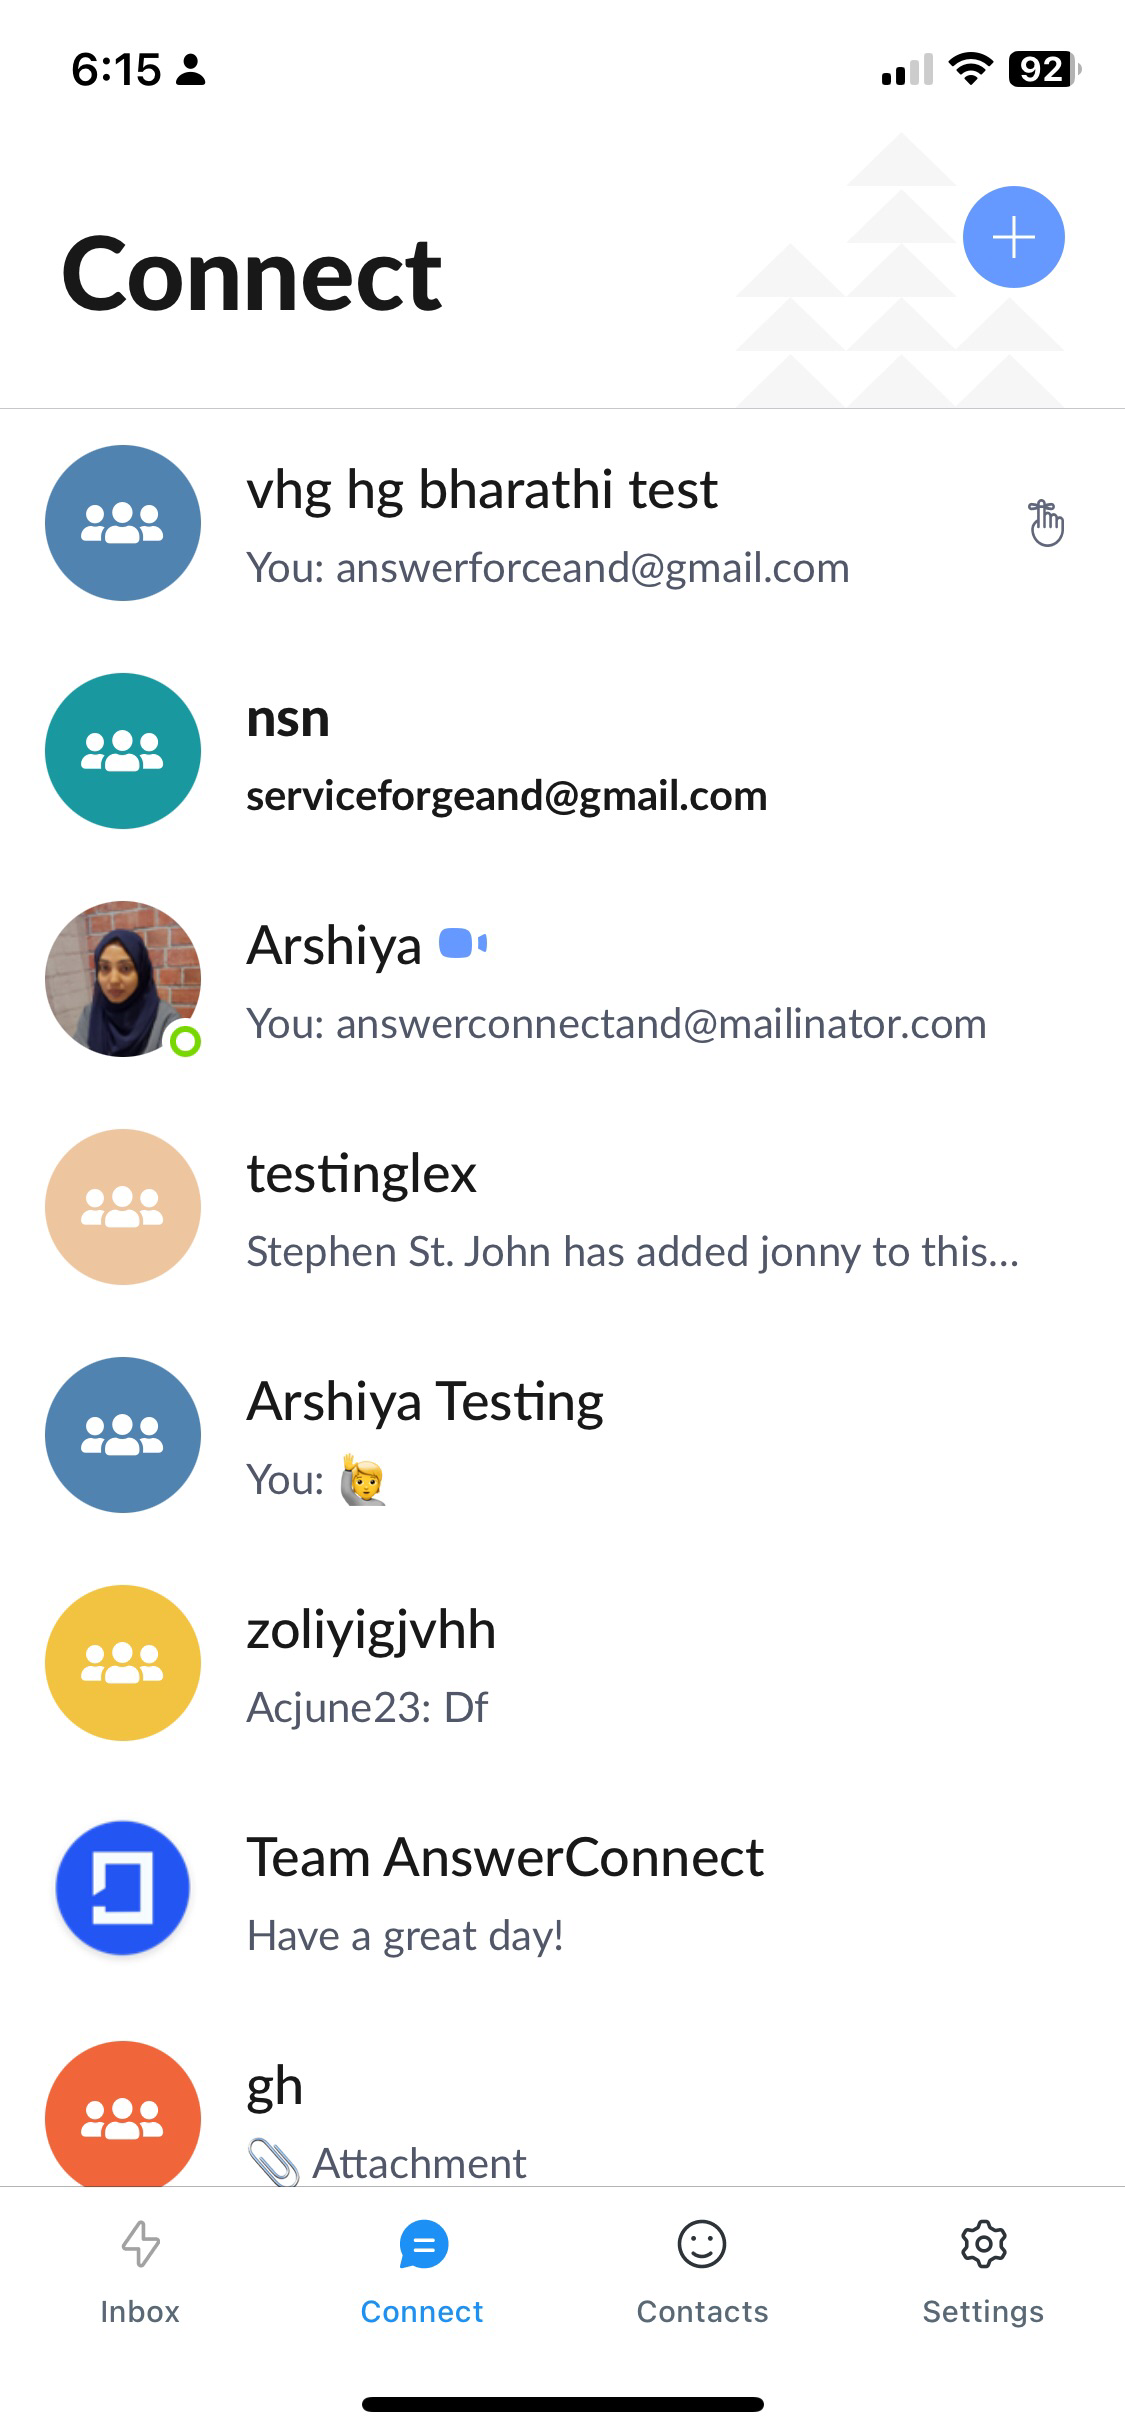 6:15
92
Connect
vhg hg bharathi test
You: answerforceand@gmail.com
nsn
serviceforgeand@gmail.com
Arshiya
You: answerconnectand@mailinator.com
testinglex
Stephen St. John has added jonny to this...
Arshiya Testing
You: 🙋
zoliyigjvhh
Acjune23: Df
Team AnswerConnect
Have a great day!
gh
📎 Attachment
Inbox
Connect
Contacts
Settings